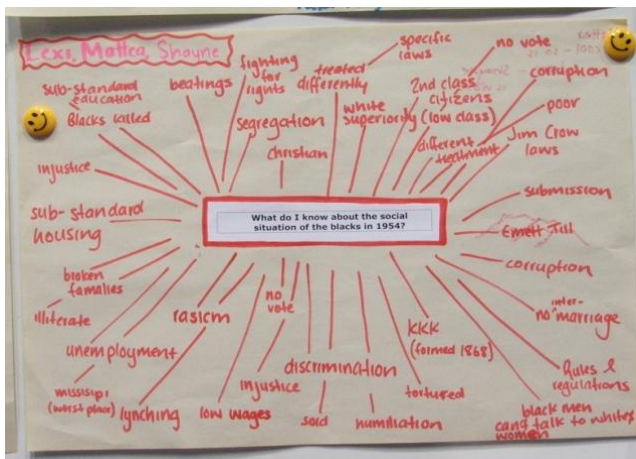 Lexi, Mattea, Shayne
sub-standard
education
Blacks killed
beatings
fighting
for
rights
segregation
christian
treated
differently
specific
laws
white
superiority
2nd class
citizens
(low class)
no vote
corruption
different
treatment
poor
Jim Crow
laws
injustice
submission
What do I know about the social
situation of the blacks in 1954?
sub-standard
housing
Emett Till
corruption
broken
famalies
illiterate
rasicm
no
vote
KKK
(formed 1868)
inter-
no marriage
unemployment
discrimination
Rules &
regulations
missisipi
(worst place)
lynching
injustice
low wages
sold
humiliation
tortured
black men
cant talk to whites
women